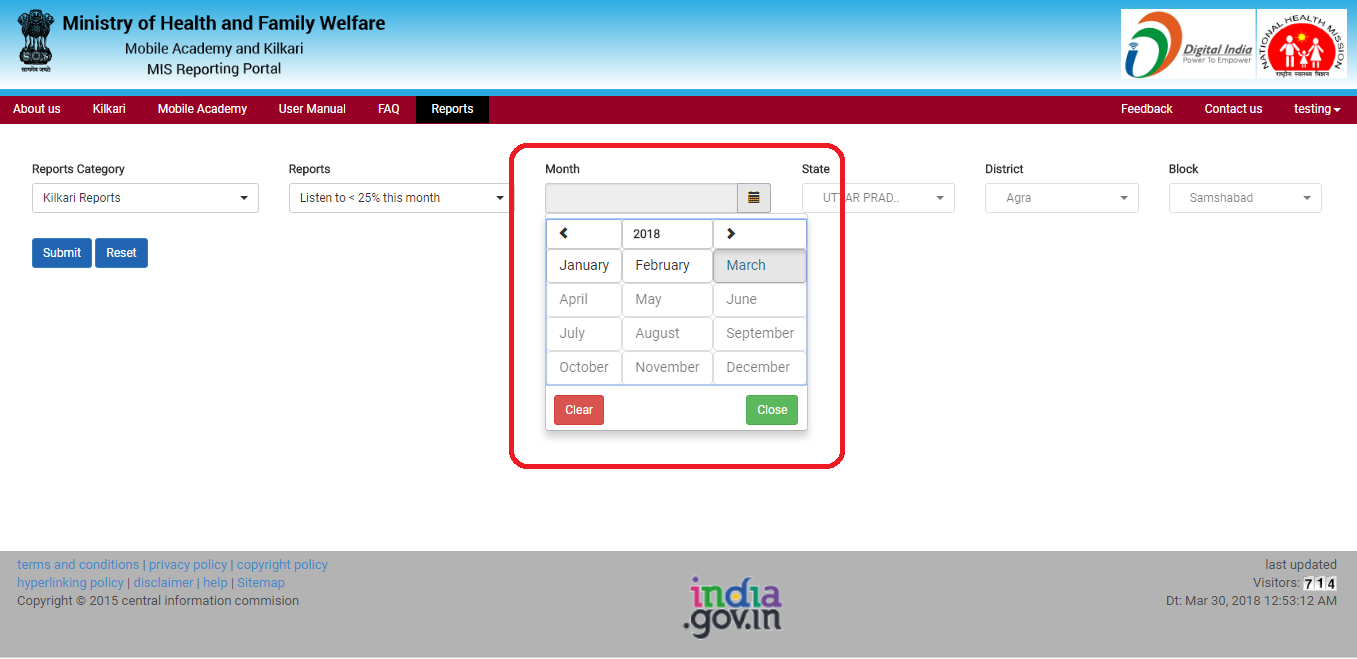 Ministry of Health and Family Welfare
Mobile Academy and Kilkari
MIS Reporting Portal
सत्यमेव जयते
Digital India
Power To Empower
NATIONAL HEALTH MISSION
राष्ट्रीय स्वास्थ्य मिशन
About us Kilkari Mobile Academy User Manual FAQ Reports Feedback Contact us testing
Reports Category Reports Month State District Block
Kilkari Reports Listen to < 25% this month UTTAR PRAD.. Agra Samshabad
Submit Reset
2018
January February March
April May June
July August September
October November December
Clear Close
terms and conditions | privacy policy | copyright policy
hyperlinking policy | disclaimer | help | Sitemap
Copyright © 2015 central information commision
india
.gov.in
last updated
Visitors: 714
Dt: Mar 30, 2018 12:53:12 AM